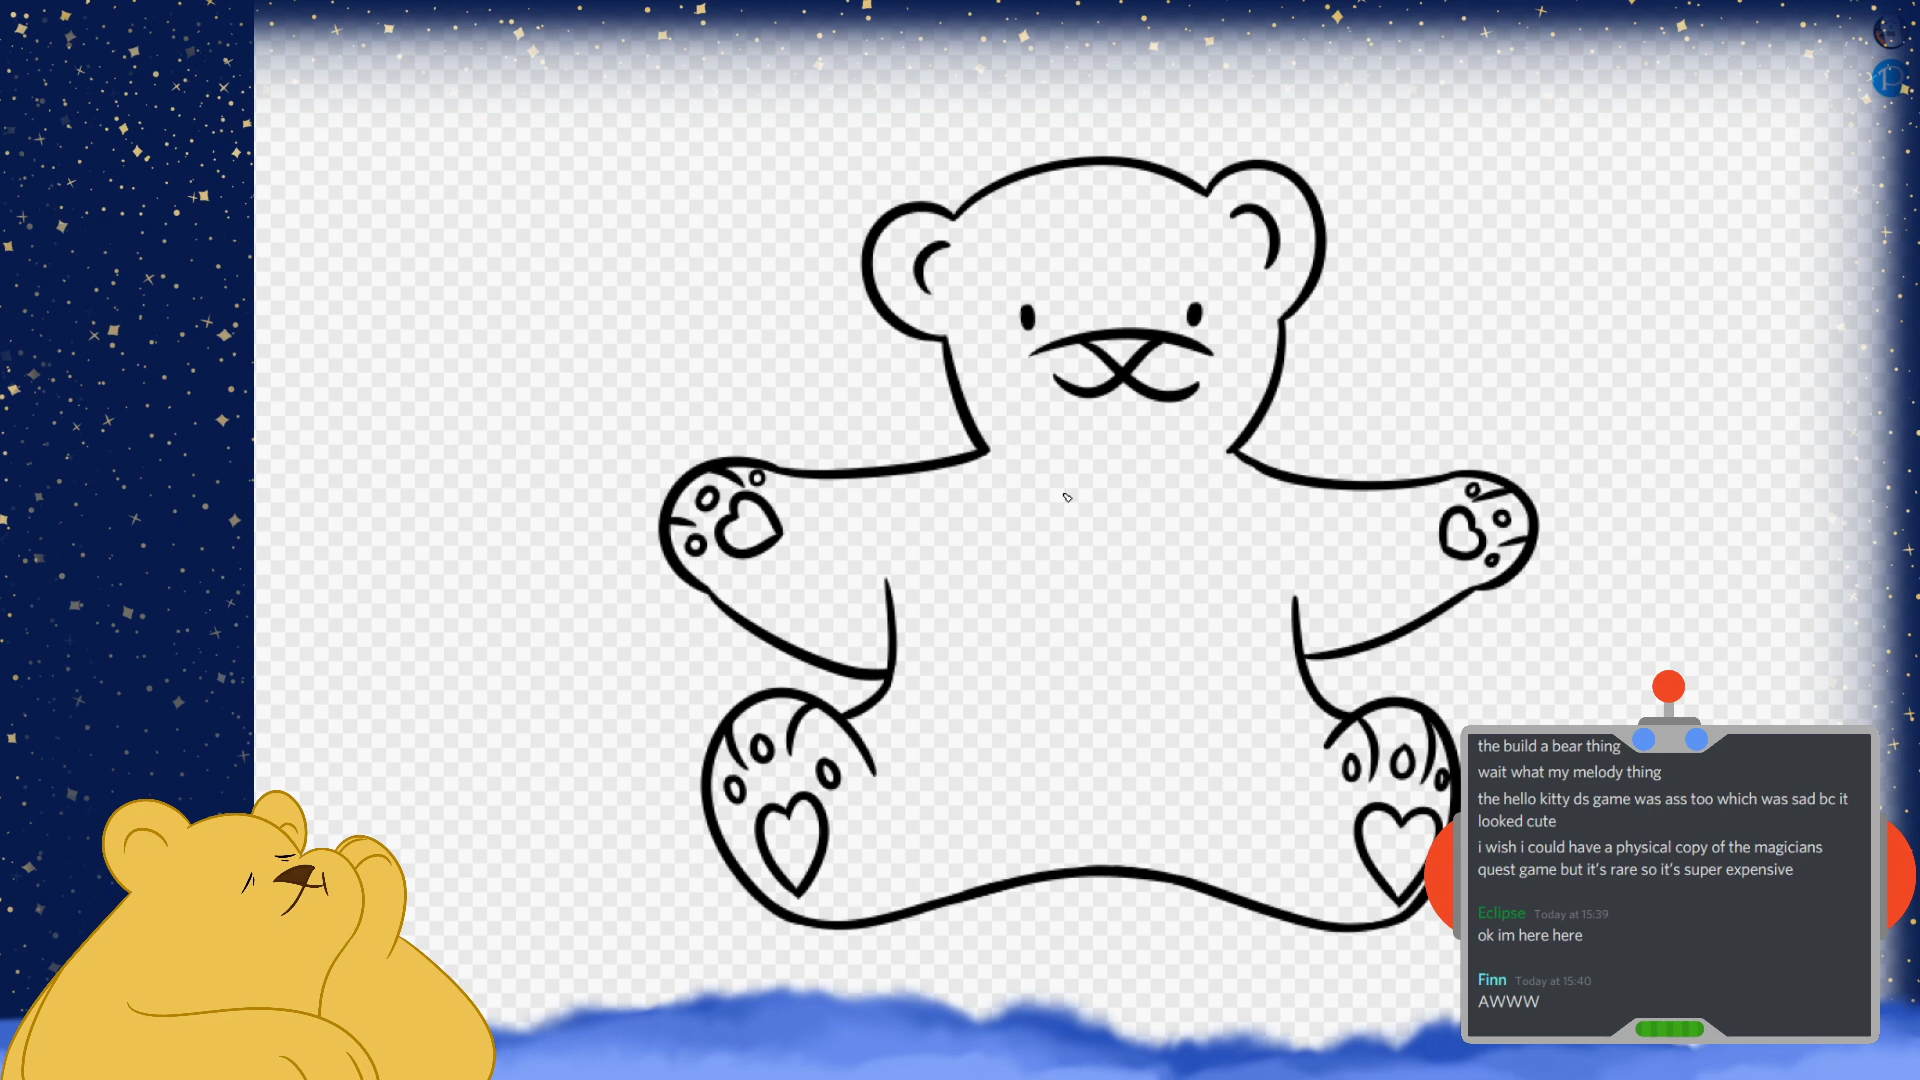 the build a bear thing
wait what my melody thing
the hello kitty ds game was ass too which was sad bc it
looked cute
i wish i could have a physical copy of the magicians
quest game but it's rare so it's super expensive
Eclipse Today at 15:39
ok im here here
Finn Today at 15:40
AWWW